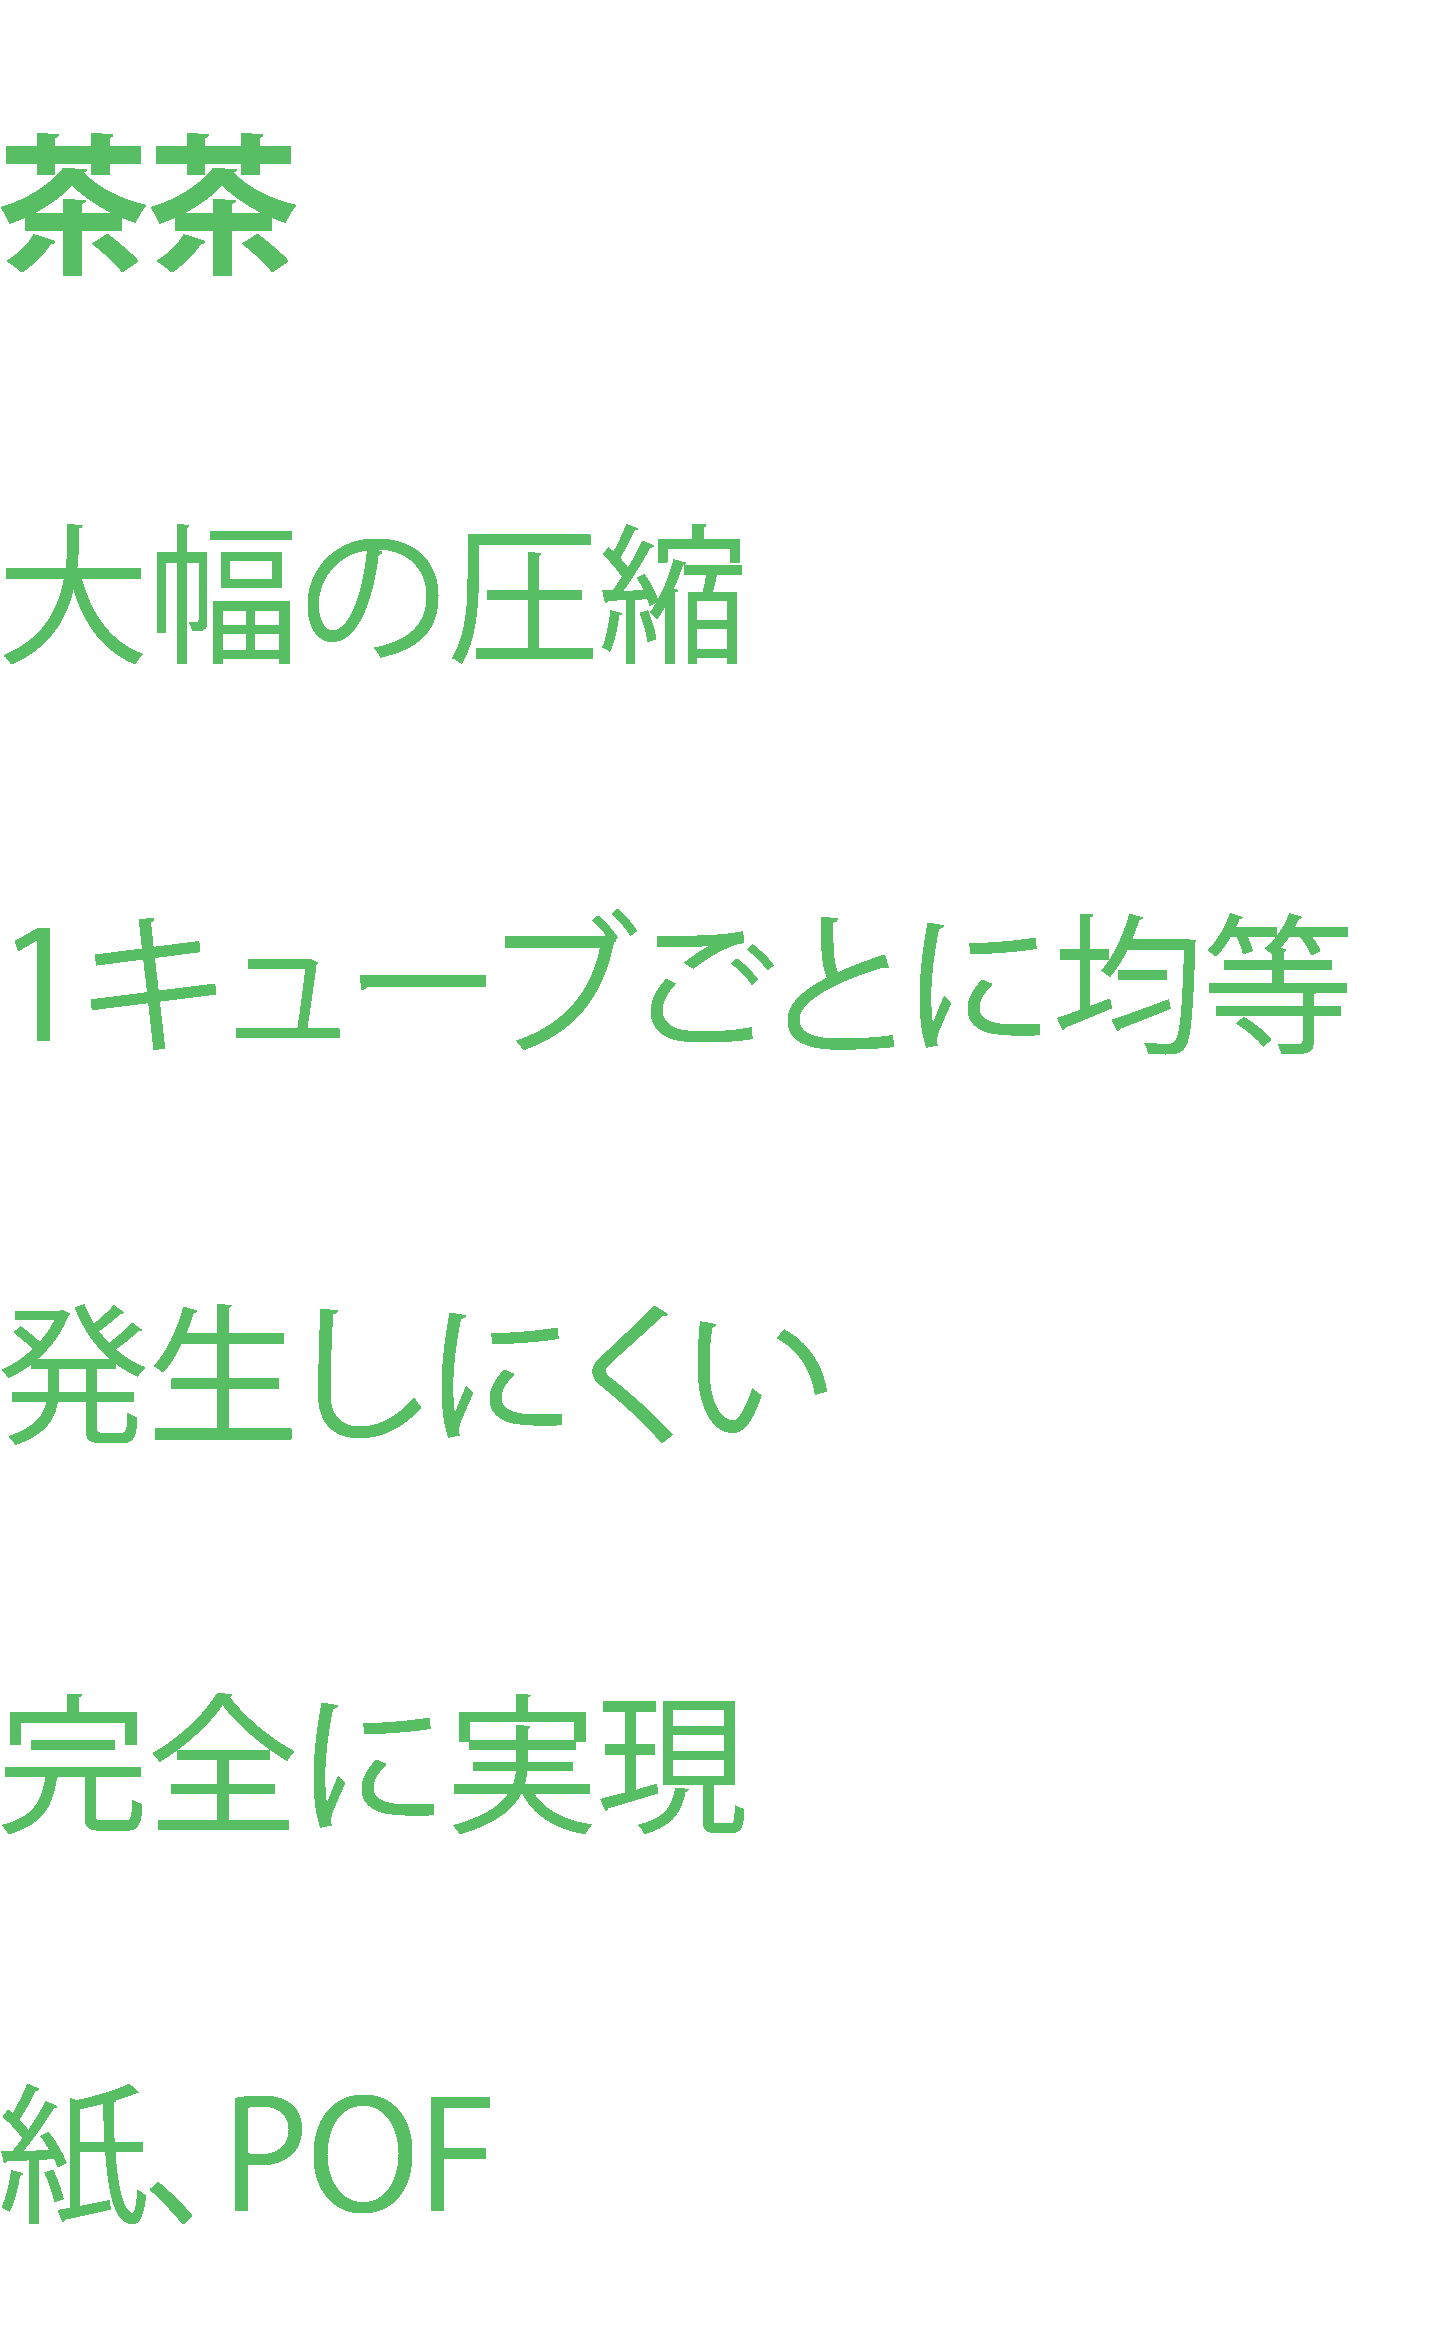 茶茶
大幅の圧縮
1キューブごとに均等
発生しにくい
完全に実現
紙、POF